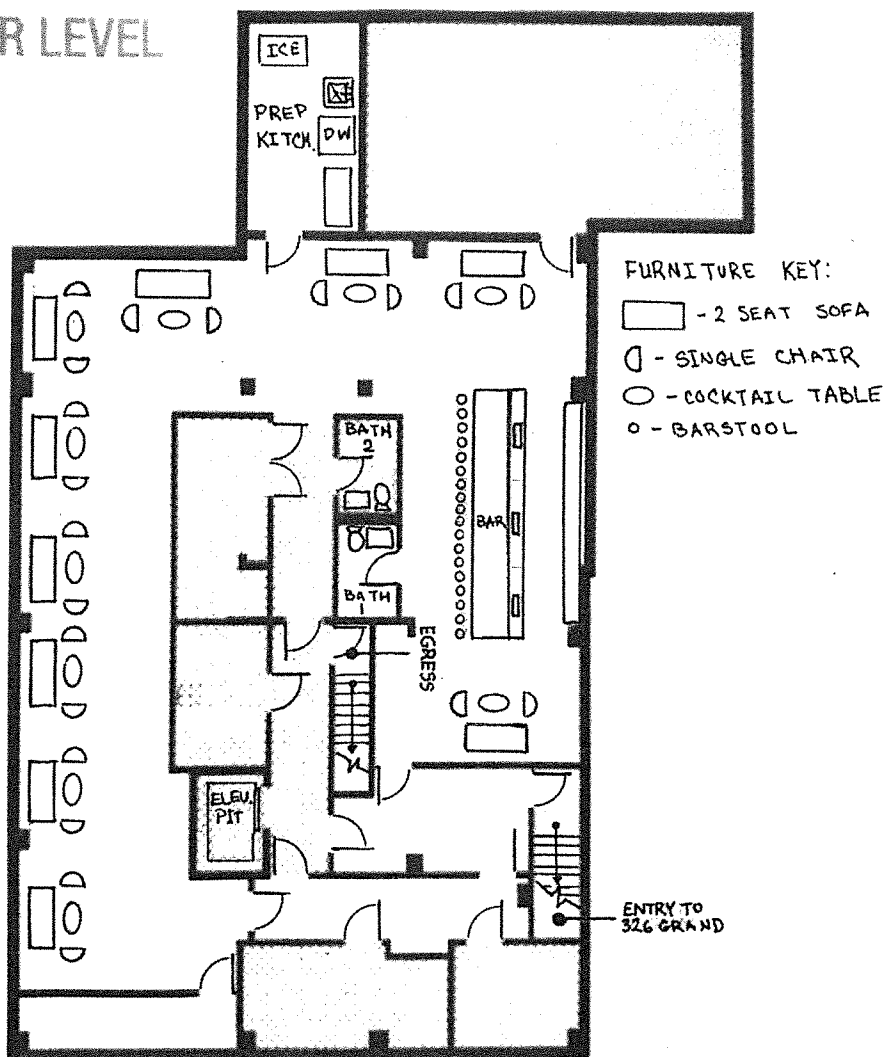 R LEVEL
ICE
PREP
KITCH.
DW
FURNITURE KEY:
- 2 SEAT SOFA
- SINGLE CHAIR
- COCKTAIL TABLE
- BARSTOOL
BATH
2
BAR
BATH
1
EGRESS
ELEV.
PIT
ENTRY TO
326 GRAND